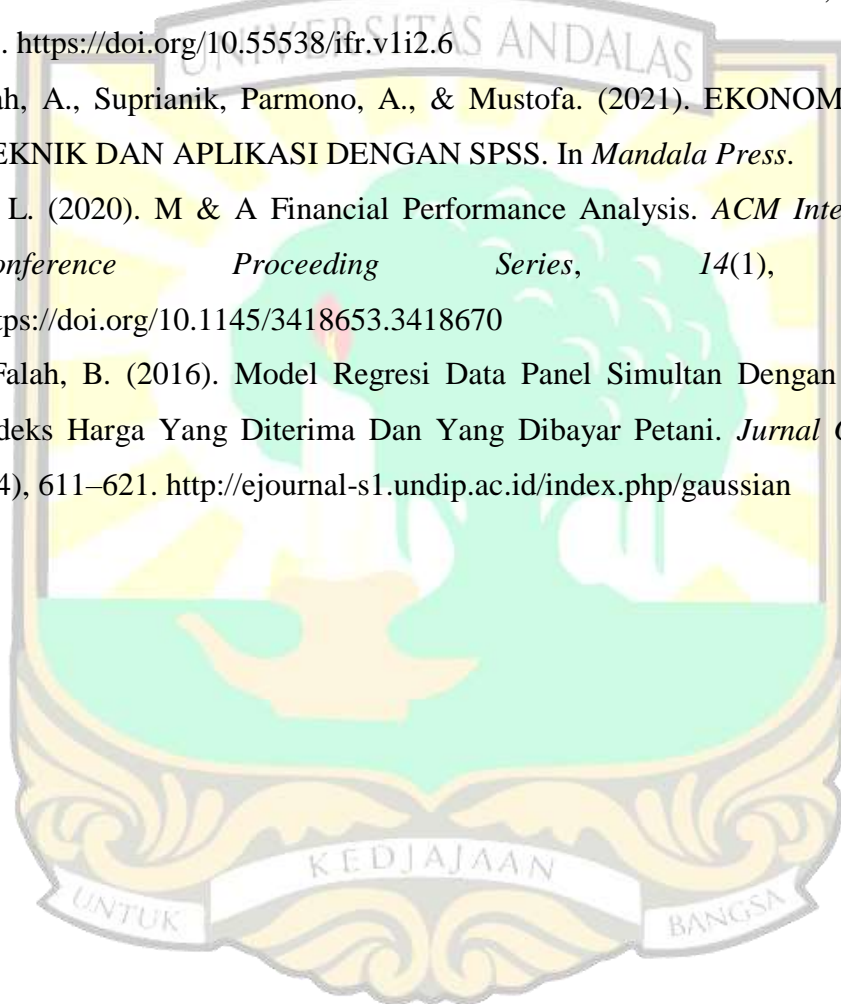 . https://doi.org/10.55538/ifr.v1i2.6
UNIVERSITAS ANDALAS
ah, A., Suprianik, Parmono, A., & Mustofa. (2021). EKONOM
EKNIK DAN APLIKASI DENGAN SPSS. In Mandala Press.
L. (2020). M & A Financial Performance Analysis. ACM Inte
onference Proceeding Series, 14(1),
tps://doi.org/10.1145/3418653.3418670
Falah, B. (2016). Model Regresi Data Panel Simultan Dengan
deks Harga Yang Diterima Dan Yang Dibayar Petani. Jurnal G
4), 611–621. http://ejournal-s1.undip.ac.id/index.php/gaussian
KEDJAJAAN
UNTUK BANGSA